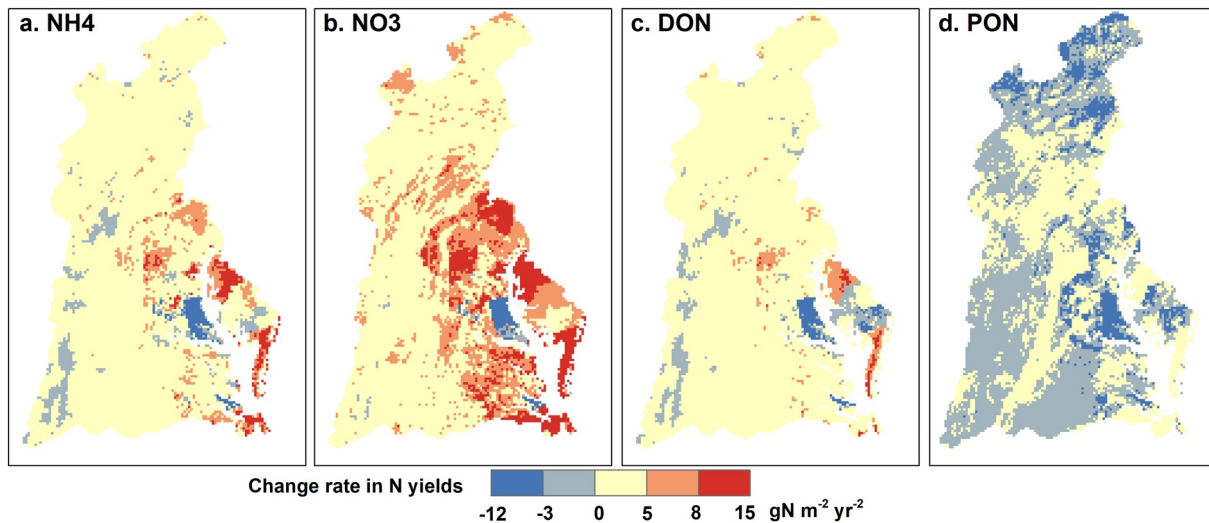 a. NH4
b. NO3
c. DON
d. PON
Change rate in N yields
-12 -3 0 5 8 15 gN m⁻² yr⁻²